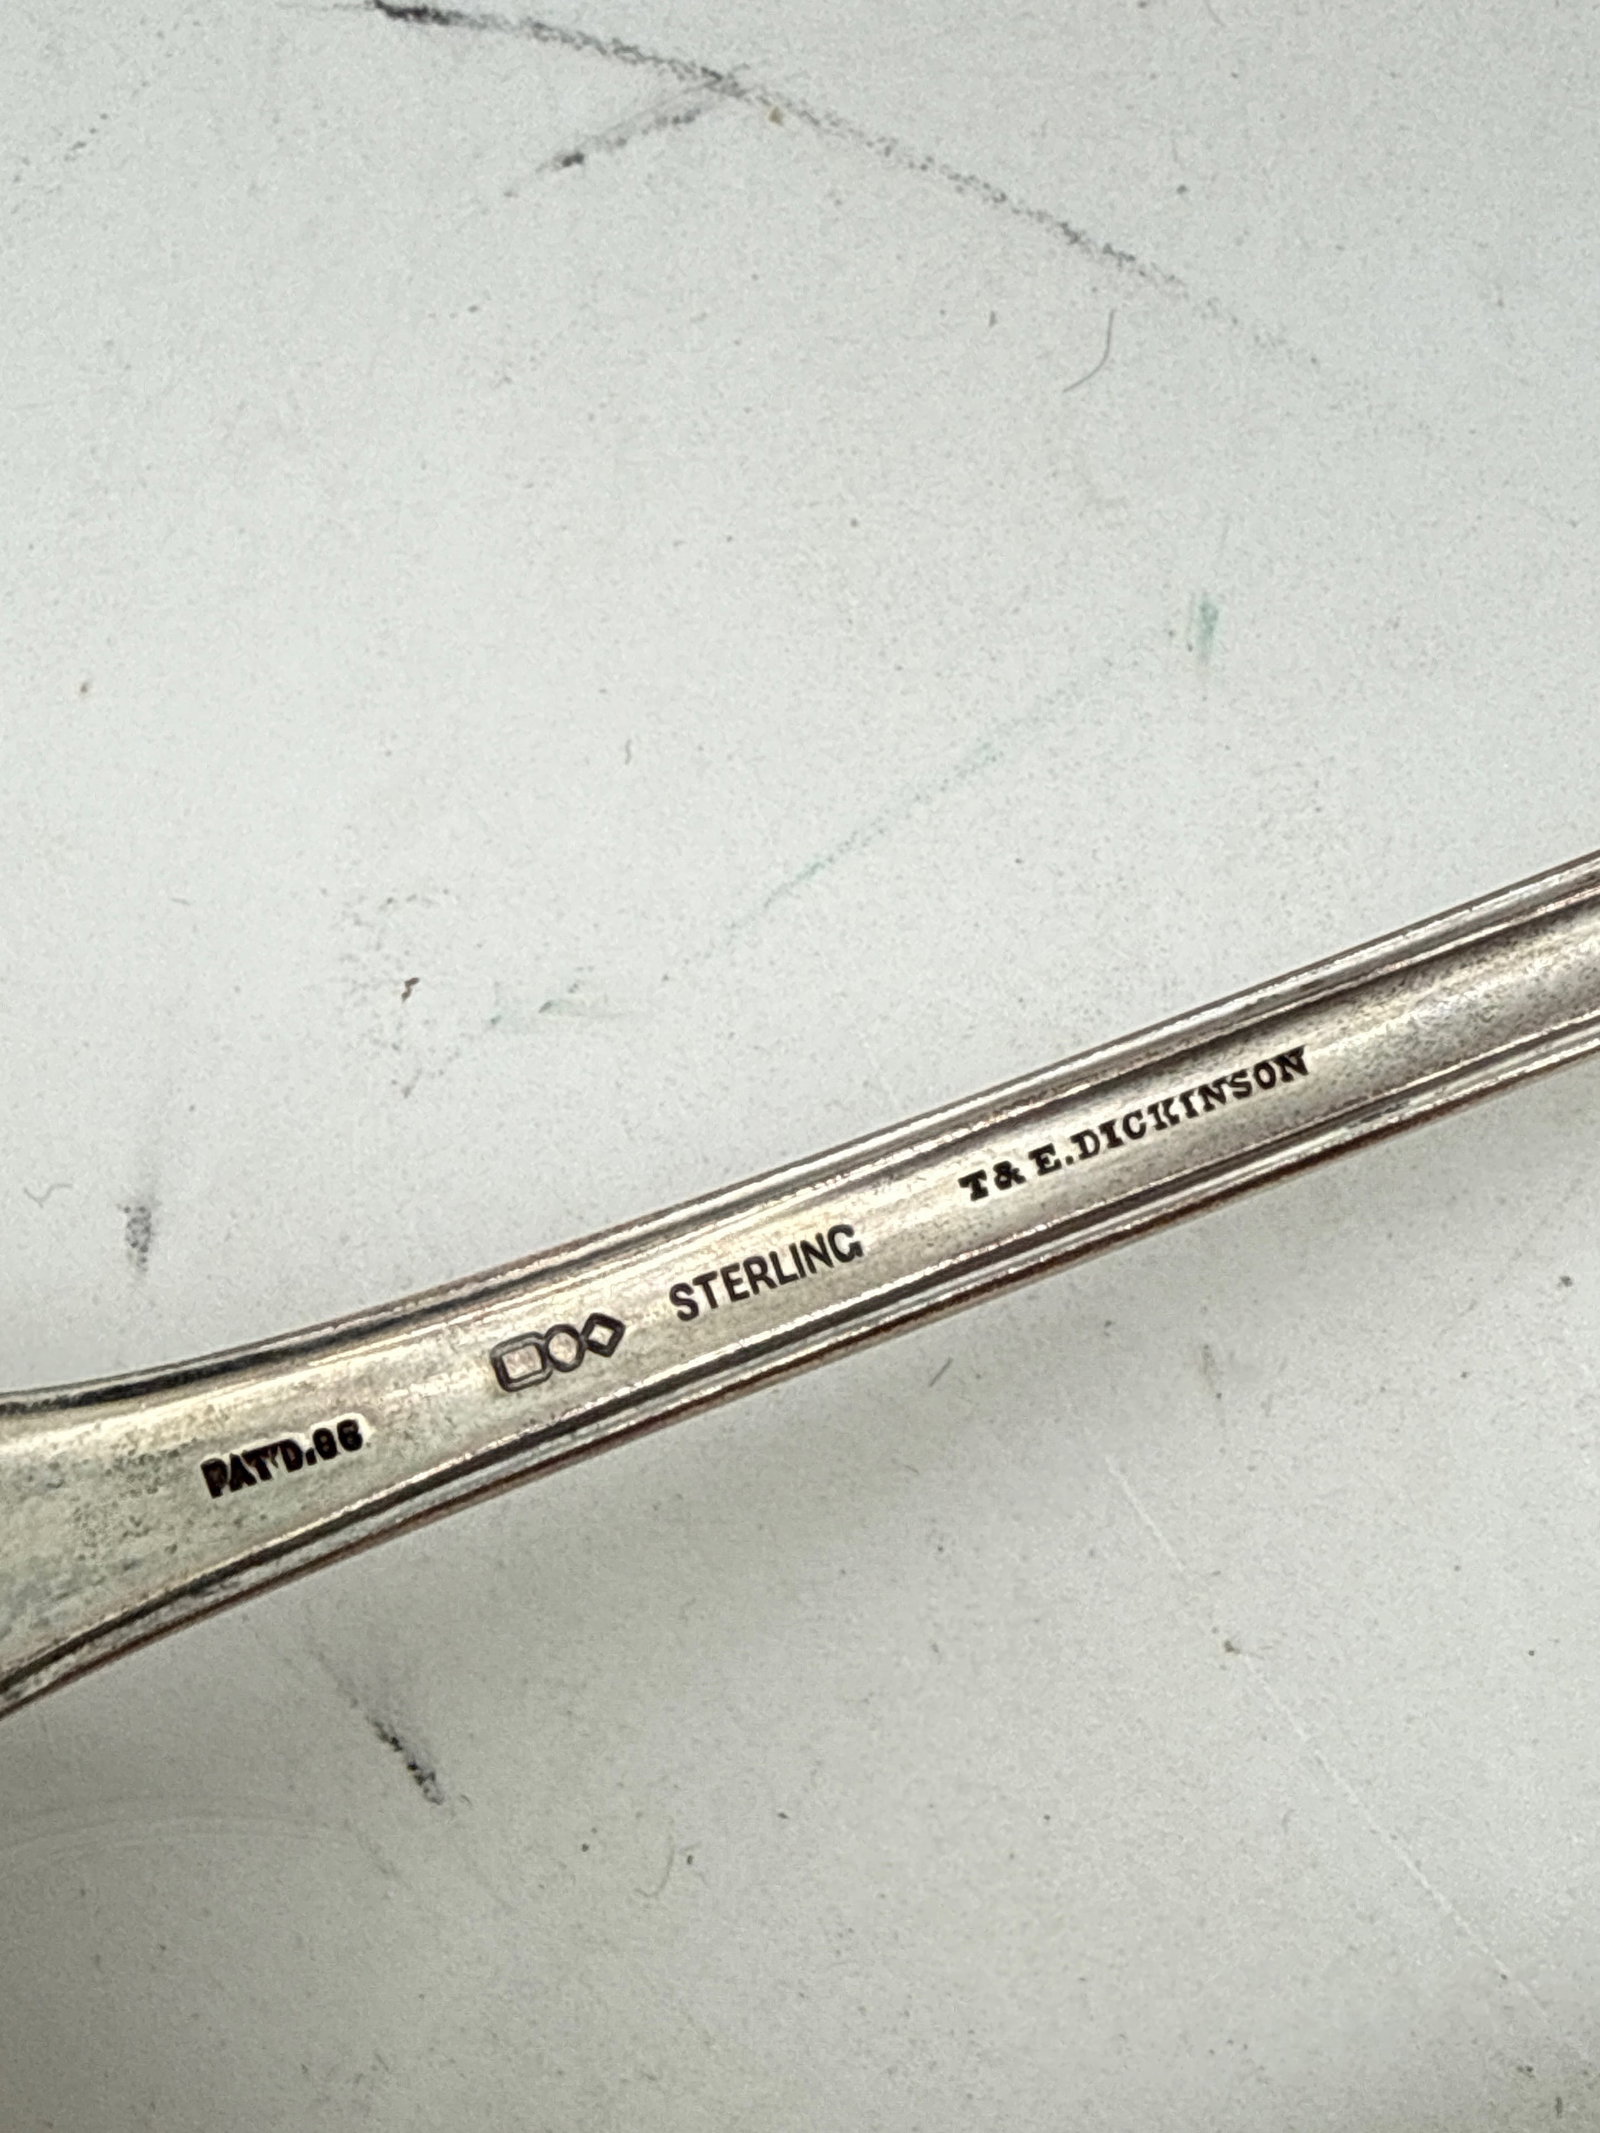 PAT'D.86 STERLING T & E. DICKINSON